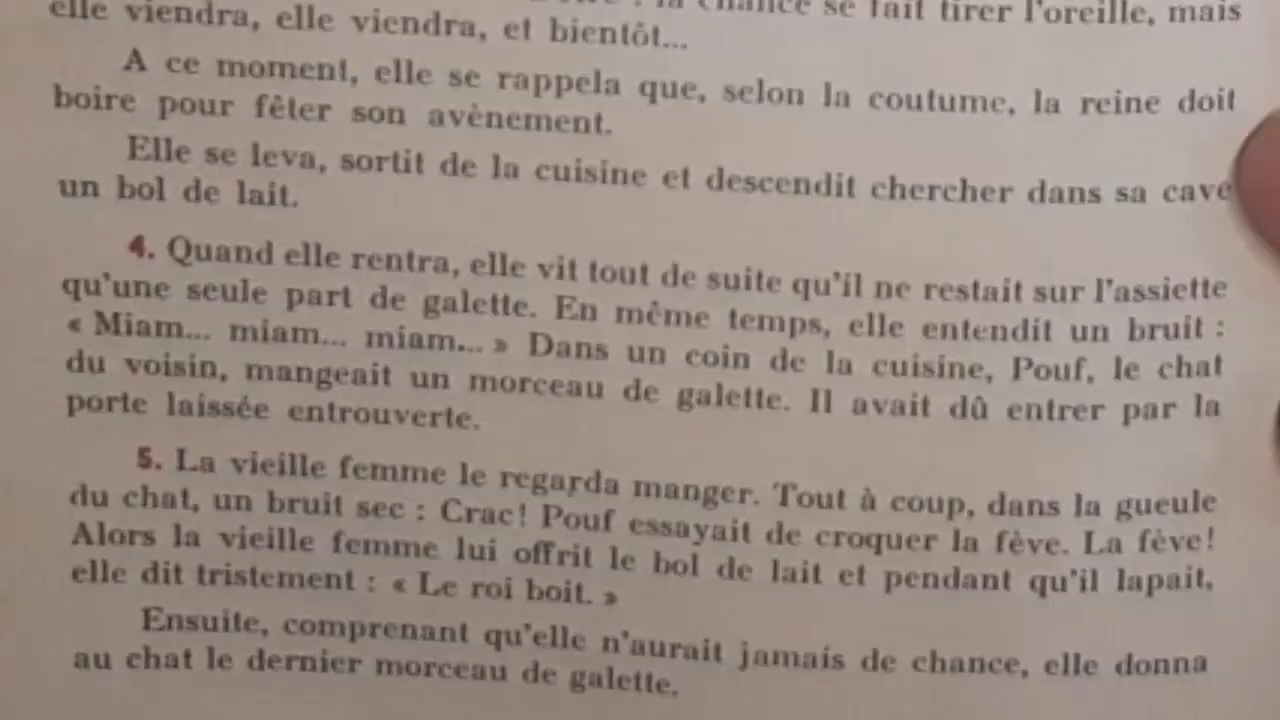 la chance se fait tirer l'oreille, mais
elle viendra, elle viendra, et bientôt...
A ce moment, elle se rappela que, selon la coutume, la reine doit
boire pour fêter son avènement.
Elle se leva, sortit de la cuisine et descendit chercher dans sa cave
un bol de lait.
4. Quand elle rentra, elle vit tout de suite qu'il ne restait sur l'assiette
qu'une seule part de galette. En même temps, elle entendit un bruit :
« Miam... miam... miam... » Dans un coin de la cuisine, Pouf, le chat
du voisin, mangeait un morceau de galette. Il avait dû entrer par la
porte laissée entrouverte.
5. La vieille femme le regarda manger. Tout à coup, dans la gueule
du chat, un bruit sec : Crac! Pouf essayait de croquer la fève. La fève!
Alors la vieille femme lui offrit le bol de lait et pendant qu'il lapait,
elle dit tristement : « Le roi boit. »
Ensuite, comprenant qu'elle n'aurait jamais de chance, elle donna
au chat le dernier morceau de galette.